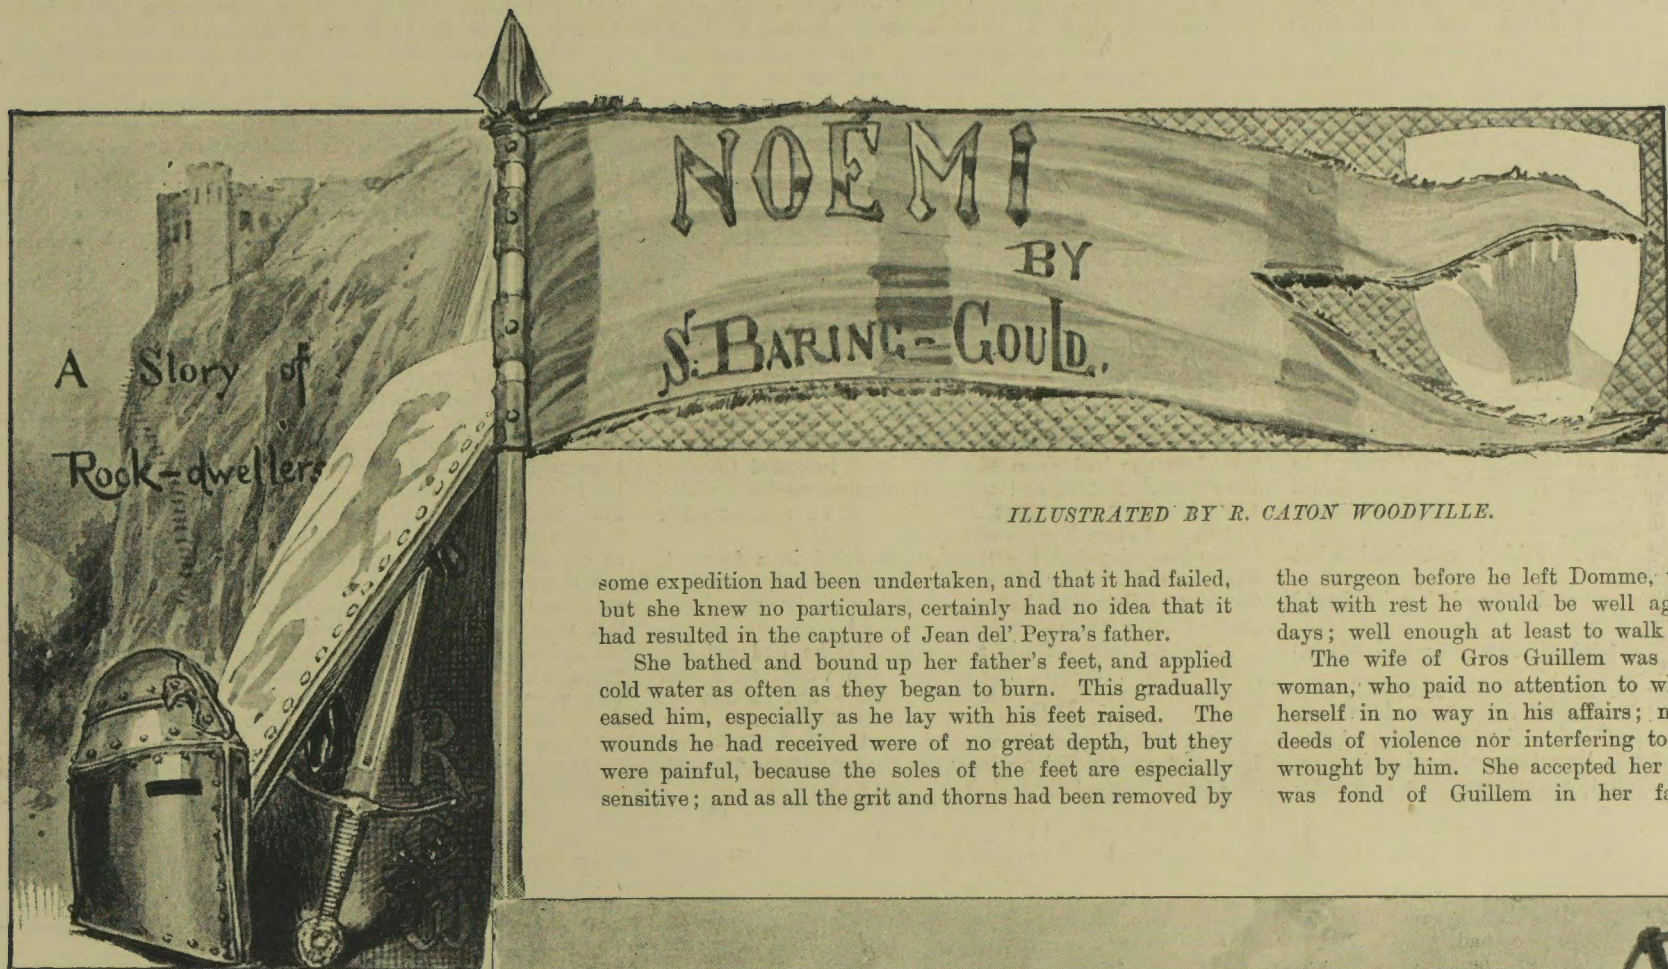 NOÉMI
BY
S. BARING-GOULD.
A Story of
Rock-dwellers
ILLUSTRATED BY R. CATON WOODVILLE.
some expedition had been undertaken, and that it had failed,
but she knew no particulars, certainly had no idea that it
had resulted in the capture of Jean del' Peyra's father.
She bathed and bound up her father's feet, and applied
cold water as often as they began to burn. This gradually
eased him, especially as he lay with his feet raised. The
wounds he had received were of no great depth, but they
were painful, because the soles of the feet are especially
sensitive; and as all the grit and thorns had been removed by
the surgeon before he left Domme,
that with rest he would be well
days; well enough at least to walk
The wife of Gros Guillem was
woman, who paid no attention to
herself in no way in his affairs;
deeds of violence nor interfering to
wrought by him. She accepted her
was fond of Guillem in her